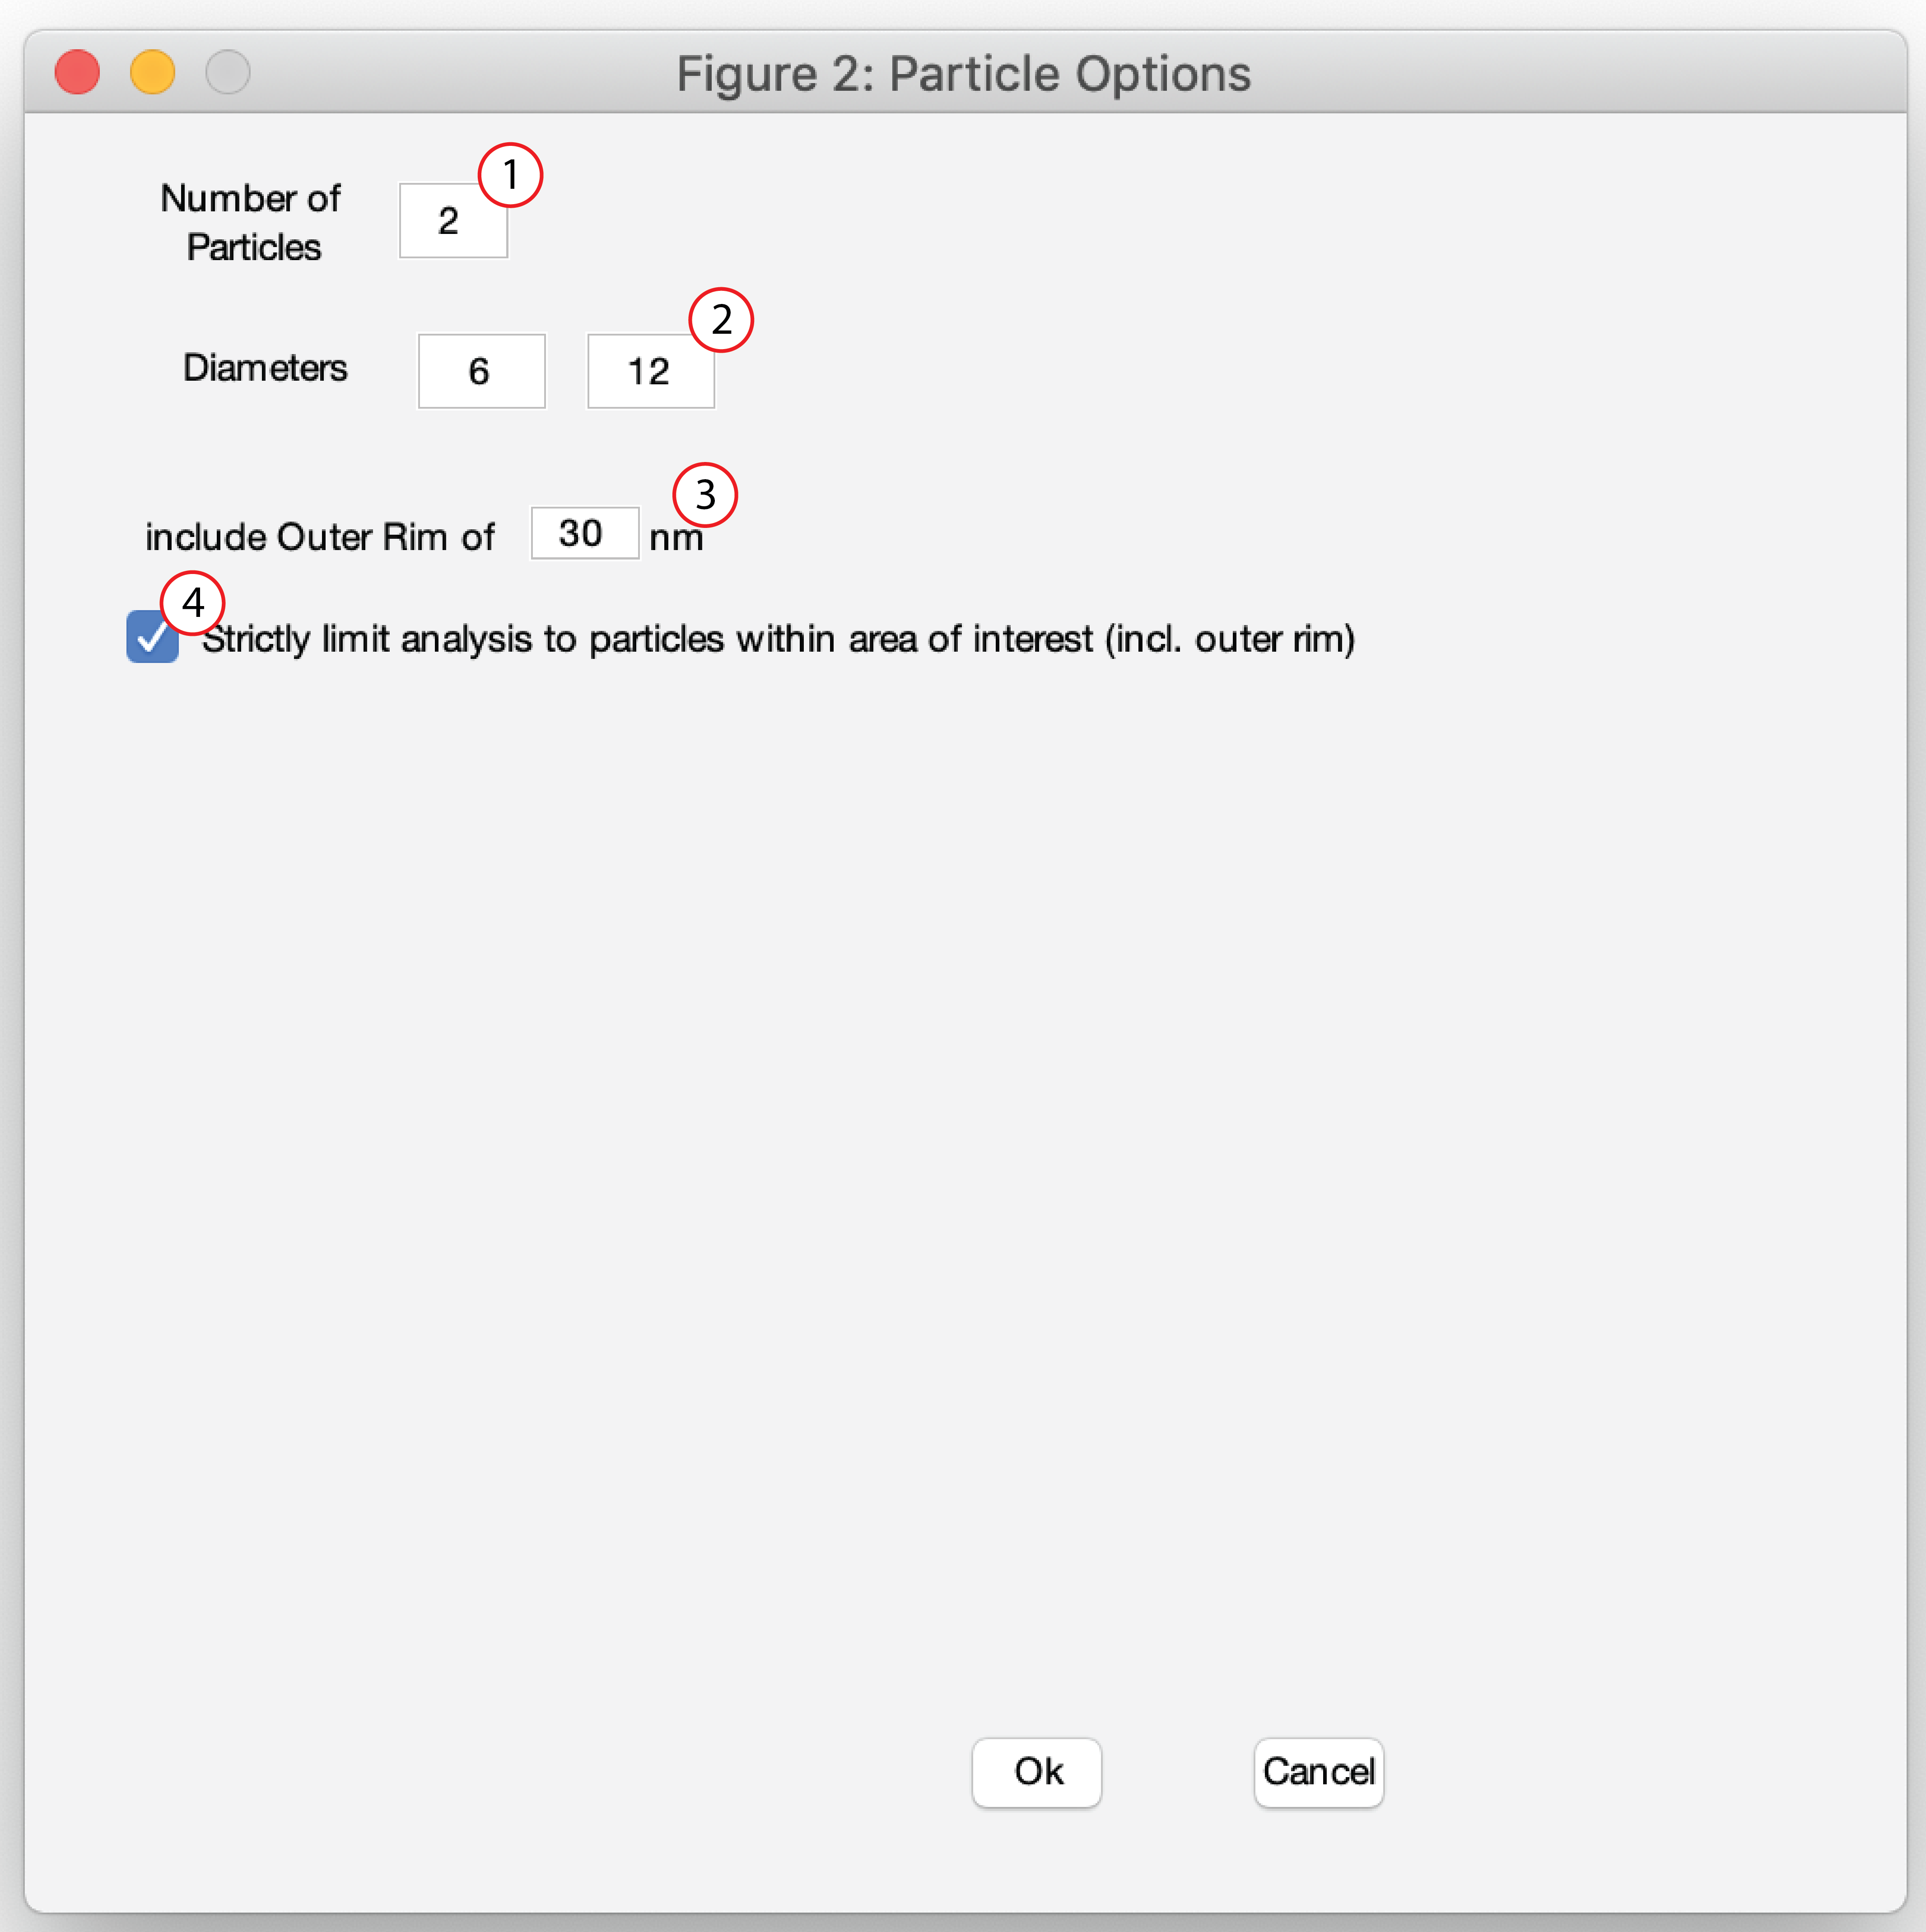 Figure 2: Particle Options
1
Number of
Particles
2
2
Diameters
6
12
3
include Outer Rim of
30
nm
4
Strictly limit analysis to particles within area of interest (incl. outer rim)
Ok
Cancel